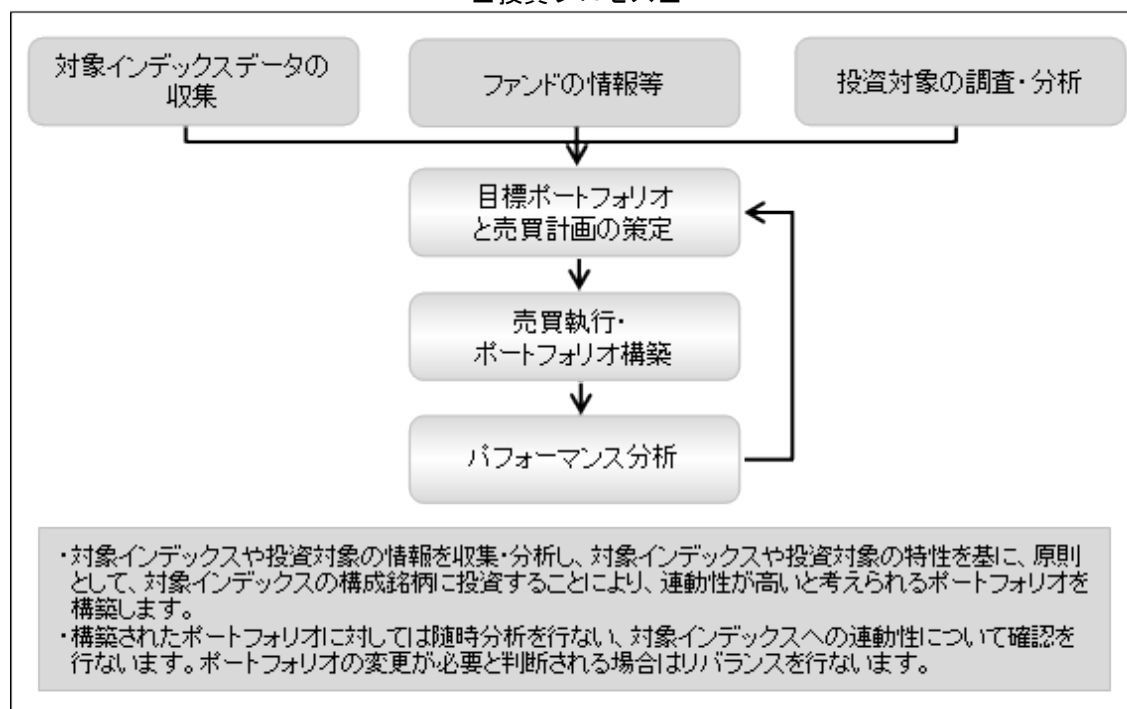 対象インデックスデータの
収集
ファンドの情報等
投資対象の調査・分析
目標ポートフォリオ
と売買計画の策定
売買執行・
ポートフォリオ構築
パフォーマンス分析
・対象インデックスや投資対象の情報を収集・分析し、対象インデックスや投資対象の特性を基に、原則
として、対象インデックスの構成銘柄に投資することにより、連動性が高いと考えられるポートフォリオを
構築します。
・構築されたポートフォリオに対しては随時分析を行ない、対象インデックスへの連動性について確認を
行ないます。ポートフォリオの変更が必要と判断される場合はリバランスを行ないます。